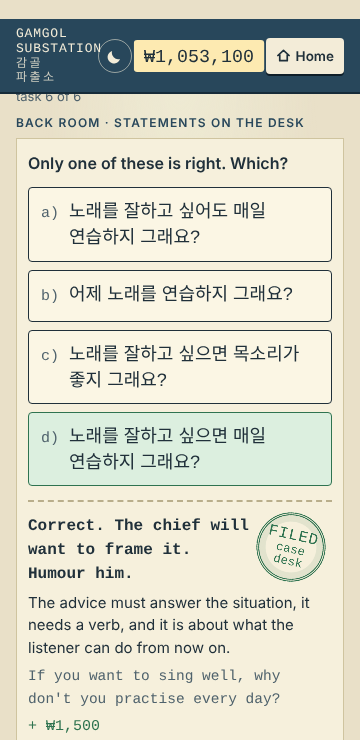 GAMGOL
SUBSTATION
감골
파출소
₩1,053,100
Home
task 6 of 6
BACK ROOM · STATEMENTS ON THE DESK
Only one of these is right. Which?
a) 노래를 잘하고 싶어도 매일
연습하지 그래요?
b) 어제 노래를 연습하지 그래요?
c) 노래를 잘하고 싶으면 목소리가
좋지 그래요?
d) 노래를 잘하고 싶으면 매일
연습하지 그래요?
Correct. The chief will
want to frame it.
Humour him.
FILED
case
desk
The advice must answer the situation, it
needs a verb, and it is about what the
listener can do from now on.
If you want to sing well, why
don't you practise every day?
+ ₩1,500